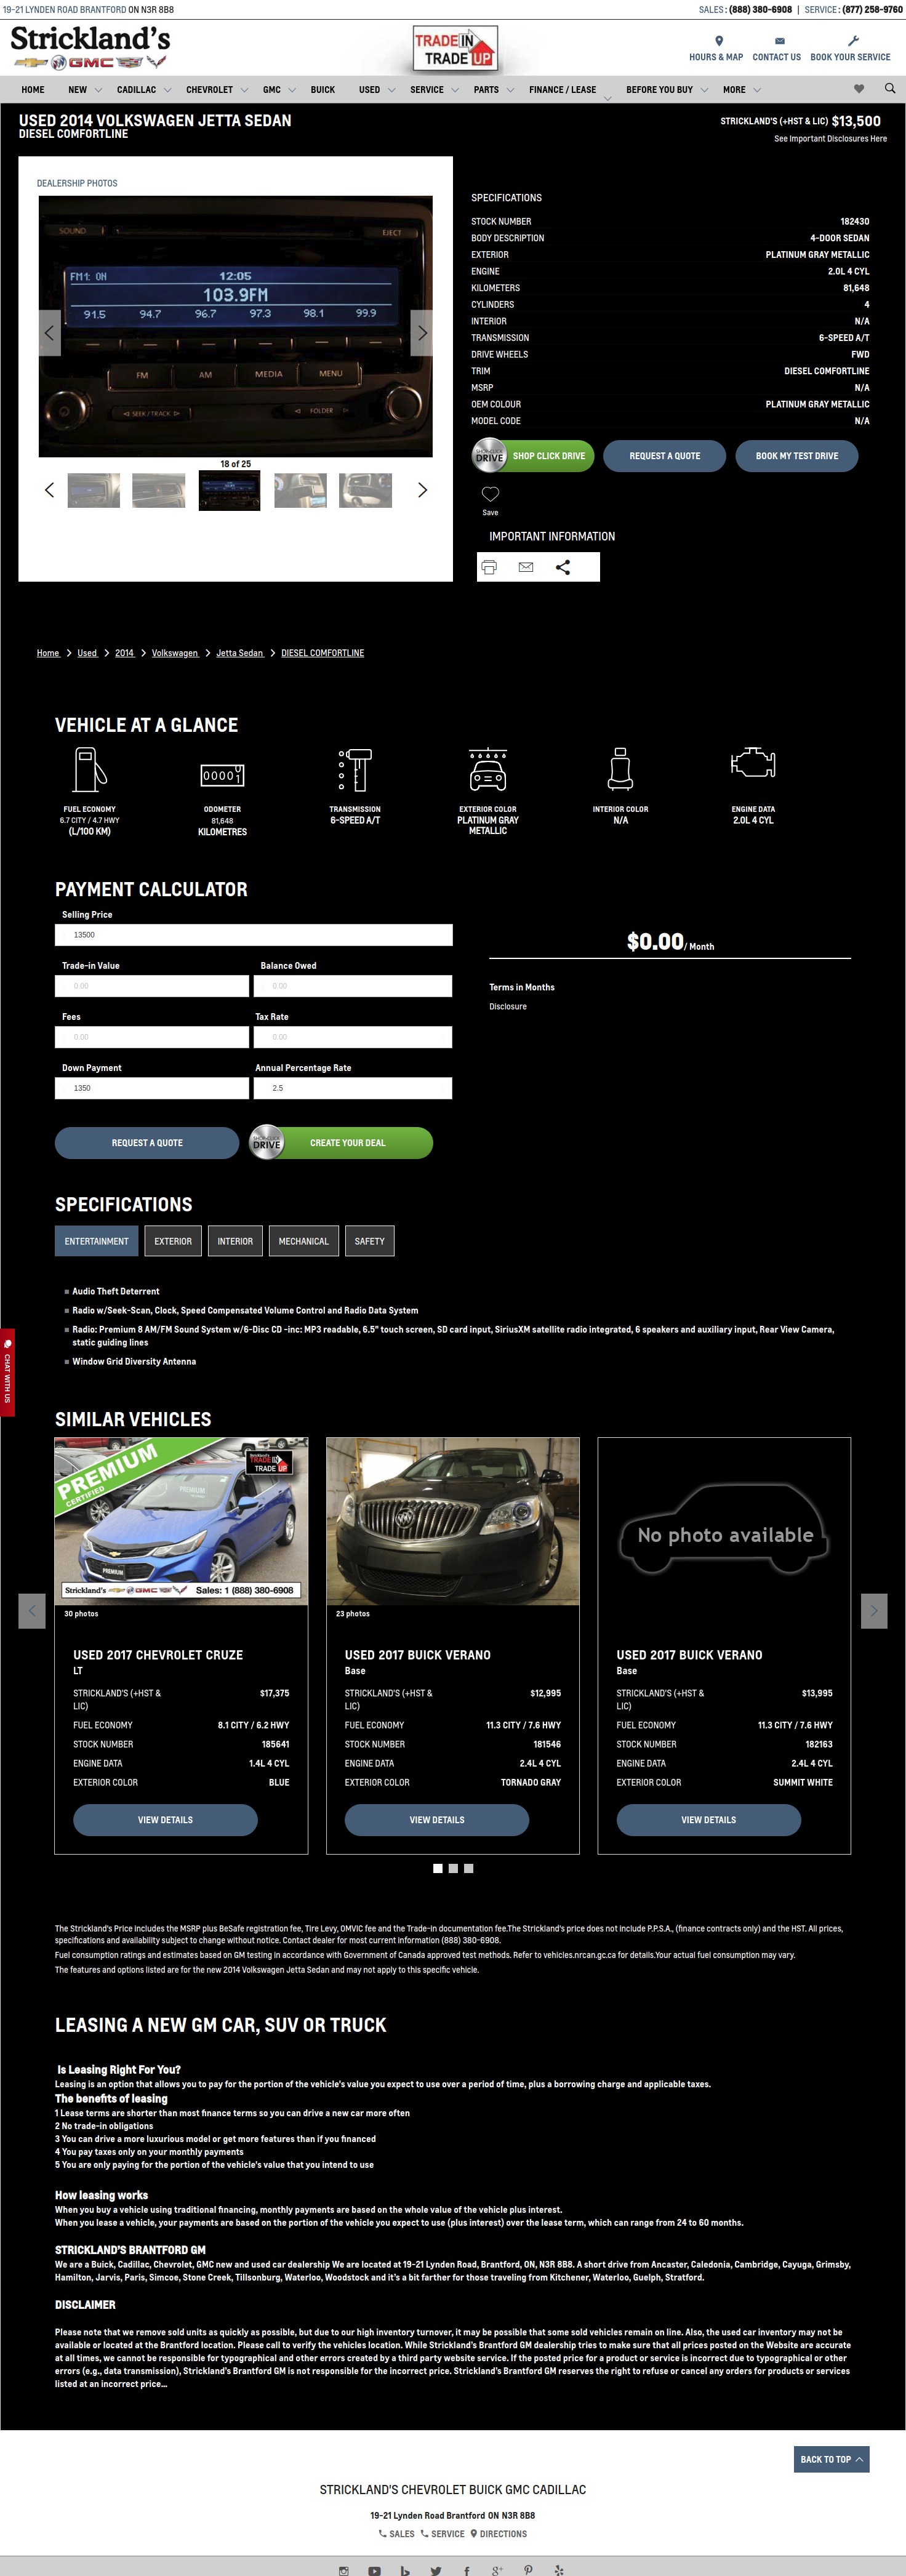 19-21 LYNDEN ROAD BRANTFORD ON N3R 8B8
SALES: (888) 380-6908 | SERVICE: (877) 258-9760
Strickland's
GMC
TRADE IN
TRADE UP
HOURS & MAP CONTACT US BOOK YOUR SERVICE
HOME NEW CADILLAC CHEVROLET GMC BUICK USED SERVICE PARTS FINANCE / LEASE BEFORE YOU BUY MORE
USED 2014 VOLKSWAGEN JETTA SEDAN
DIESEL COMFORTLINE
STRICKLAND'S (+HST & LIC) $13,500
See Important Disclosures Here
DEALERSHIP PHOTOS
SOUND EJECT
FM1: ON 12:05
103.9FM
91.5 94.7 96.7 97.3 98.1 99.9
FM AM MEDIA MENU
SEEK / TRACK FOLDER
18 of 25
SPECIFICATIONS
STOCK NUMBER 182430
BODY DESCRIPTION 4-DOOR SEDAN
EXTERIOR PLATINUM GRAY METALLIC
ENGINE 2.0L 4 CYL
KILOMETERS 81,648
CYLINDERS 4
INTERIOR N/A
TRANSMISSION 6-SPEED A/T
DRIVE WHEELS FWD
TRIM DIESEL COMFORTLINE
MSRP N/A
OEM COLOUR PLATINUM GRAY METALLIC
MODEL CODE N/A
SHOP.CLICK. DRIVE SHOP CLICK DRIVE REQUEST A QUOTE BOOK MY TEST DRIVE
Save
IMPORTANT INFORMATION
Home Used 2014 Volkswagen Jetta Sedan DIESEL COMFORTLINE
VEHICLE AT A GLANCE
00001
FUEL ECONOMY
6.7 CITY / 4.7 HWY
(L/100 KM)
ODOMETER
81,648
KILOMETRES
TRANSMISSION
6-SPEED A/T
EXTERIOR COLOR
PLATINUM GRAY
METALLIC
INTERIOR COLOR
N/A
ENGINE DATA
2.0L 4 CYL
PAYMENT CALCULATOR
Selling Price
13500
Trade-in Value Balance Owed
0.00 0.00
Fees Tax Rate
0.00 0.00
Down Payment Annual Percentage Rate
1350 2.5
$0.00/ Month
Terms in Months
Disclosure
REQUEST A QUOTE SHOP.CLICK. DRIVE CREATE YOUR DEAL
SPECIFICATIONS
ENTERTAINMENT EXTERIOR INTERIOR MECHANICAL SAFETY
Audio Theft Deterrent
Radio w/Seek-Scan, Clock, Speed Compensated Volume Control and Radio Data System
Radio: Premium 8 AM/FM Sound System w/6-Disc CD -inc: MP3 readable, 6.5" touch screen, SD card input, SiriusXM satellite radio integrated, 6 speakers and auxiliary input, Rear View Camera,
static guiding lines
Window Grid Diversity Antenna
CHAT WITH US
SIMILAR VEHICLES
PREMIUM
CERTIFIED
TRADE IN
TRADE UP
PREMIUM
PREMIUM
Strickland's GMC Sales: 1 (888) 380-6908
30 photos
USED 2017 CHEVROLET CRUZE
LT
STRICKLAND'S (+HST & $17,375
LIC)
FUEL ECONOMY 8.1 CITY / 6.2 HWY
STOCK NUMBER 185641
ENGINE DATA 1.4L 4 CYL
EXTERIOR COLOR BLUE
VIEW DETAILS
23 photos
USED 2017 BUICK VERANO
Base
STRICKLAND'S (+HST & $12,995
LIC)
FUEL ECONOMY 11.3 CITY / 7.6 HWY
STOCK NUMBER 181546
ENGINE DATA 2.4L 4 CYL
EXTERIOR COLOR TORNADO GRAY
VIEW DETAILS
No photo available
USED 2017 BUICK VERANO
Base
STRICKLAND'S (+HST & $13,995
LIC)
FUEL ECONOMY 11.3 CITY / 7.6 HWY
STOCK NUMBER 182163
ENGINE DATA 2.4L 4 CYL
EXTERIOR COLOR SUMMIT WHITE
VIEW DETAILS
The Strickland's Price includes the MSRP plus BeSafe registration fee, Tire Levy, OMVIC fee and the Trade-in documentation fee.The Strickland's price does not include P.P.S.A., (finance contracts only) and the HST. All prices,
specifications and availability subject to change without notice. Contact dealer for most current information (888) 380-6908.
Fuel consumption ratings and estimates based on GM testing in accordance with Government of Canada approved test methods. Refer to vehicles.nrcan.gc.ca for details.Your actual fuel consumption may vary.
The features and options listed are for the new 2014 Volkswagen Jetta Sedan and may not apply to this specific vehicle.
LEASING A NEW GM CAR, SUV OR TRUCK
Is Leasing Right For You?
Leasing is an option that allows you to pay for the portion of the vehicle's value you expect to use over a period of time, plus a borrowing charge and applicable taxes.
The benefits of leasing
1 Lease terms are shorter than most finance terms so you can drive a new car more often
2 No trade-in obligations
3 You can drive a more luxurious model or get more features than if you financed
4 You pay taxes only on your monthly payments
5 You are only paying for the portion of the vehicle's value that you intend to use
How leasing works
When you buy a vehicle using traditional financing, monthly payments are based on the whole value of the vehicle plus interest.
When you lease a vehicle, your payments are based on the portion of the vehicle you expect to use (plus interest) over the lease term, which can range from 24 to 60 months.
STRICKLAND'S BRANTFORD GM
We are a Buick, Cadillac, Chevrolet, GMC new and used car dealership We are located at 19-21 Lynden Road, Brantford, ON, N3R 8B8. A short drive from Ancaster, Caledonia, Cambridge, Cayuga, Grimsby,
Hamilton, Jarvis, Paris, Simcoe, Stone Creek, Tillsonburg, Waterloo, Woodstock and it's a bit farther for those traveling from Kitchener, Waterloo, Guelph, Stratford.
DISCLAIMER
Please note that we remove sold units as quickly as possible, but due to our high inventory turnover, it may be possible that some sold vehicles remain on line. Also, the used car inventory may not be
available or located at the Brantford location. Please call to verify the vehicles location. While Strickland's Brantford GM dealership tries to make sure that all prices posted on the Website are accurate
at all times, we cannot be responsible for typographical and other errors created by a third party website service. If the posted price for a product or service is incorrect due to typographical or other
errors (e.g., data transmission), Strickland's Brantford GM is not responsible for the incorrect price. Strickland's Brantford GM reserves the right to refuse or cancel any orders for products or services
listed at an incorrect price...
BACK TO TOP
STRICKLAND'S CHEVROLET BUICK GMC CADILLAC
19-21 Lynden Road Brantford ON N3R 8B8
SALES SERVICE DIRECTIONS